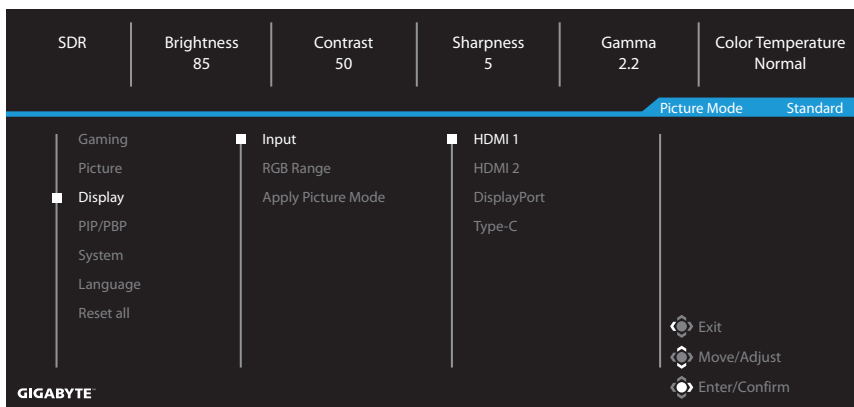 SDR
Brightness
85
Contrast
50
Sharpness
5
Gamma
2.2
Color Temperature
Normal
Picture Mode Standard
Gaming
Picture
Display
PIP/PBP
System
Language
Reset all
Input
RGB Range
Apply Picture Mode
HDMI 1
HDMI 2
DisplayPort
Type-C
Exit
Move/Adjust
Enter/Confirm
GIGABYTE™